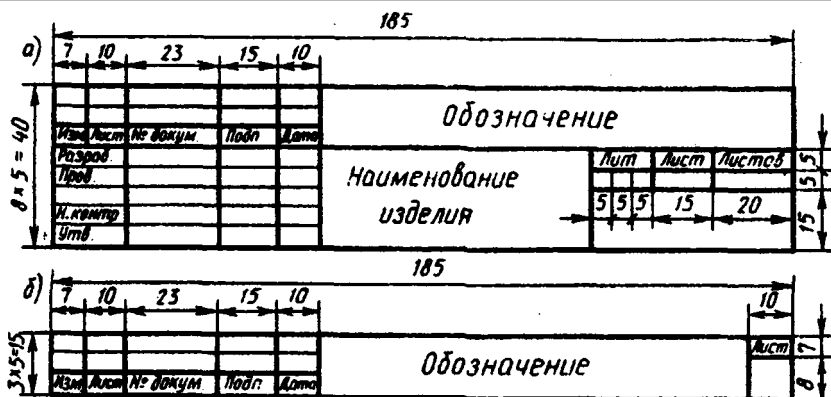 185
а) 7 10 23 15 10
Обозначение
Изм Лист № докум. Подп Дата
8×5=40
Разраб.
Пров
Н.контр
Утв.
Наименование
изделия
Лит Лист Листов 5
5
5 5 5 15 20 15
185
б) 7 10 23 15 10 10
3×5=15
Обозначение
Лист 7
Изм Лист № докум. Подп. Дата
8